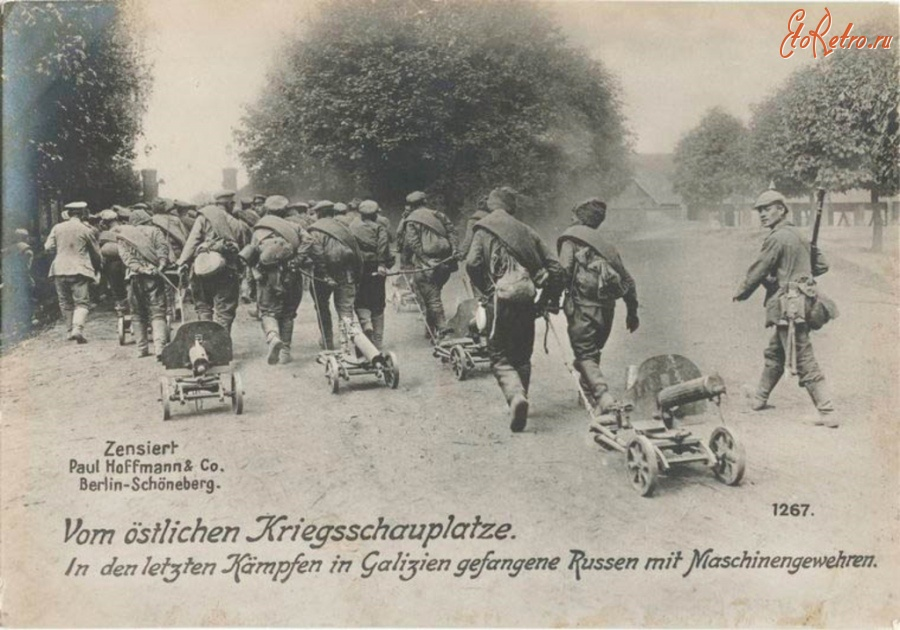 EtoRetro.ru
Zensiert
Paul Hoffmann & Co.
Berlin-Schöneberg.
1267.
Vom östlichen Kriegsschauplatze.
In den letzten Kämpfen in Galizien gefangene Russen mit Maschinengewehren.